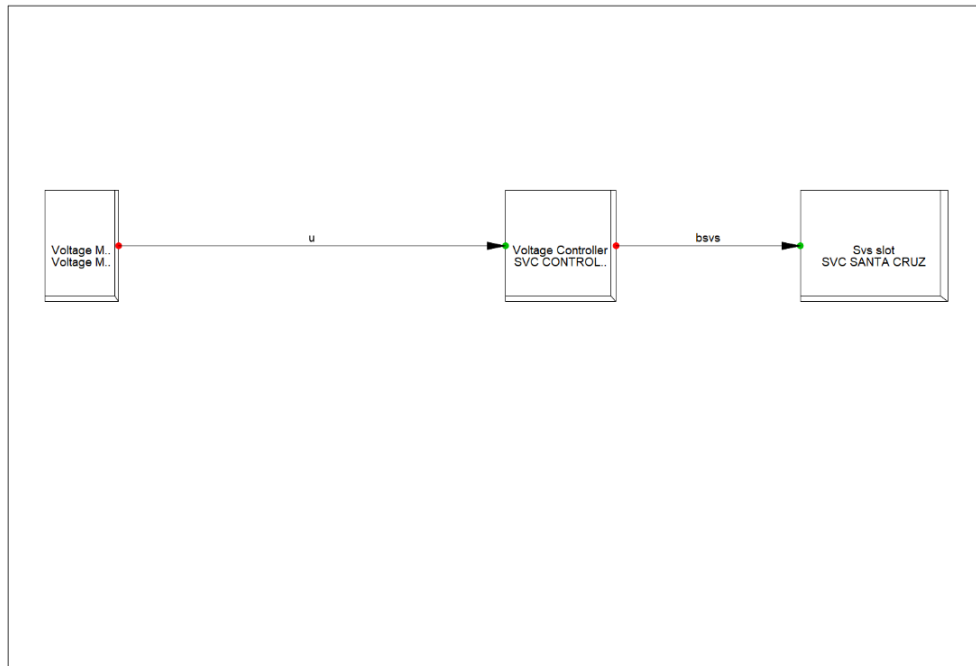 Voltage M..
Voltage M..
u
Voltage Controller
SVC CONTROL..
bsvs
Svs slot
SVC SANTA CRUZ